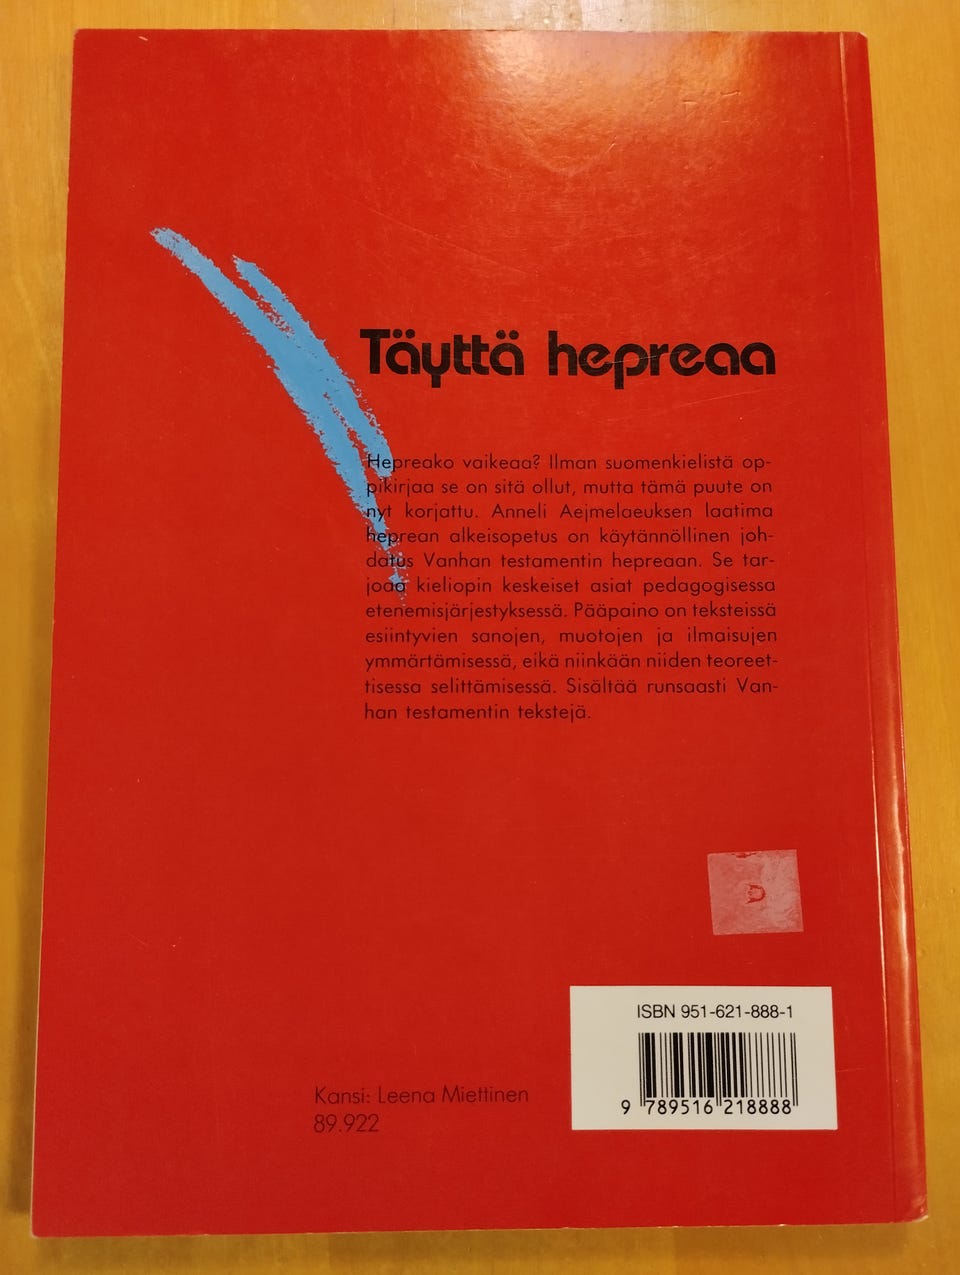 Täyttä hepreaa
Hepreako vaikeaa? Ilman suomenkielistä op-
pikirjaa se on sitä ollut, mutta tämä puute on
nyt korjattu. Anneli Aejmelaeuksen laatima
heprean alkeisopetus on käytännöllinen joh-
datus Vanhan testamentin hepreaan. Se tar-
joaa kieliopin keskeiset asiat pedagogisessa
etenemisjärjestyksessä. Pääpaino on teksteissä
esiintyvien sanojen, muotojen ja ilmaisujen
ymmärtämisessä, eikä niinkään niiden teoreet-
tisessa selittämisessä. Sisältää runsaasti Van-
han testamentin tekstejä.
ISBN 951-621-888-1
9 789516 218888
Kansi: Leena Miettinen
89.922